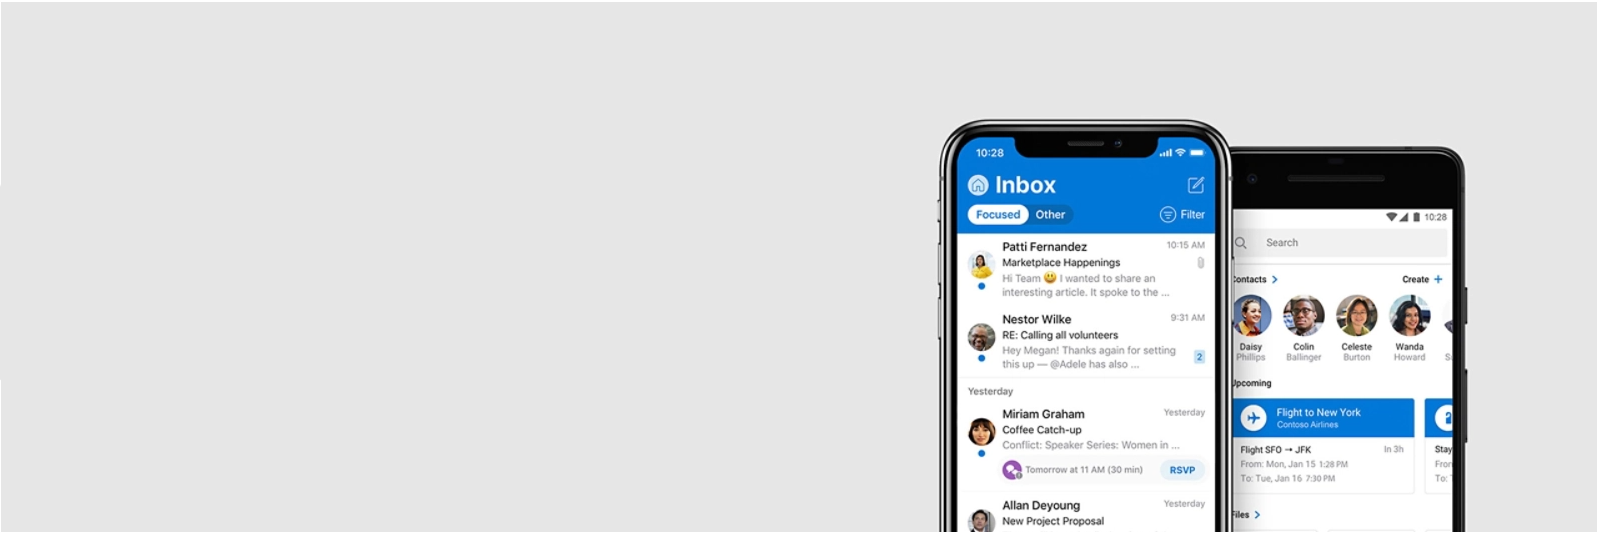 10:28
Inbox
Focused
Other
Filter
Patti Fernandez
10:15 AM
Marketplace Happenings
Hi Team 😃 I wanted to share an
interesting article. It spoke to the ...
Nestor Wilke
9:31 AM
RE: Calling all volunteers
Hey Megan! Thanks again for setting
2
this up — @Adele has also ...
Yesterday
Miriam Graham
Yesterday
Coffee Catch-up
Conflict: Speaker Series: Women in ...
Tomorrow at 11 AM (30 min)
RSVP
Allan Deyoung
Yesterday
New Project Proposal
10:28
Search
Contacts
Create +
Daisy
Phillips
Colin
Ballinger
Celeste
Burton
Wanda
Howard
Upcoming
Flight to New York
Contoso Airlines
Flight SFO → JFK
In 3h
From: Mon, Jan 15 1:28 PM
To: Tue, Jan 16 7:30 PM
Stay
To:
Files